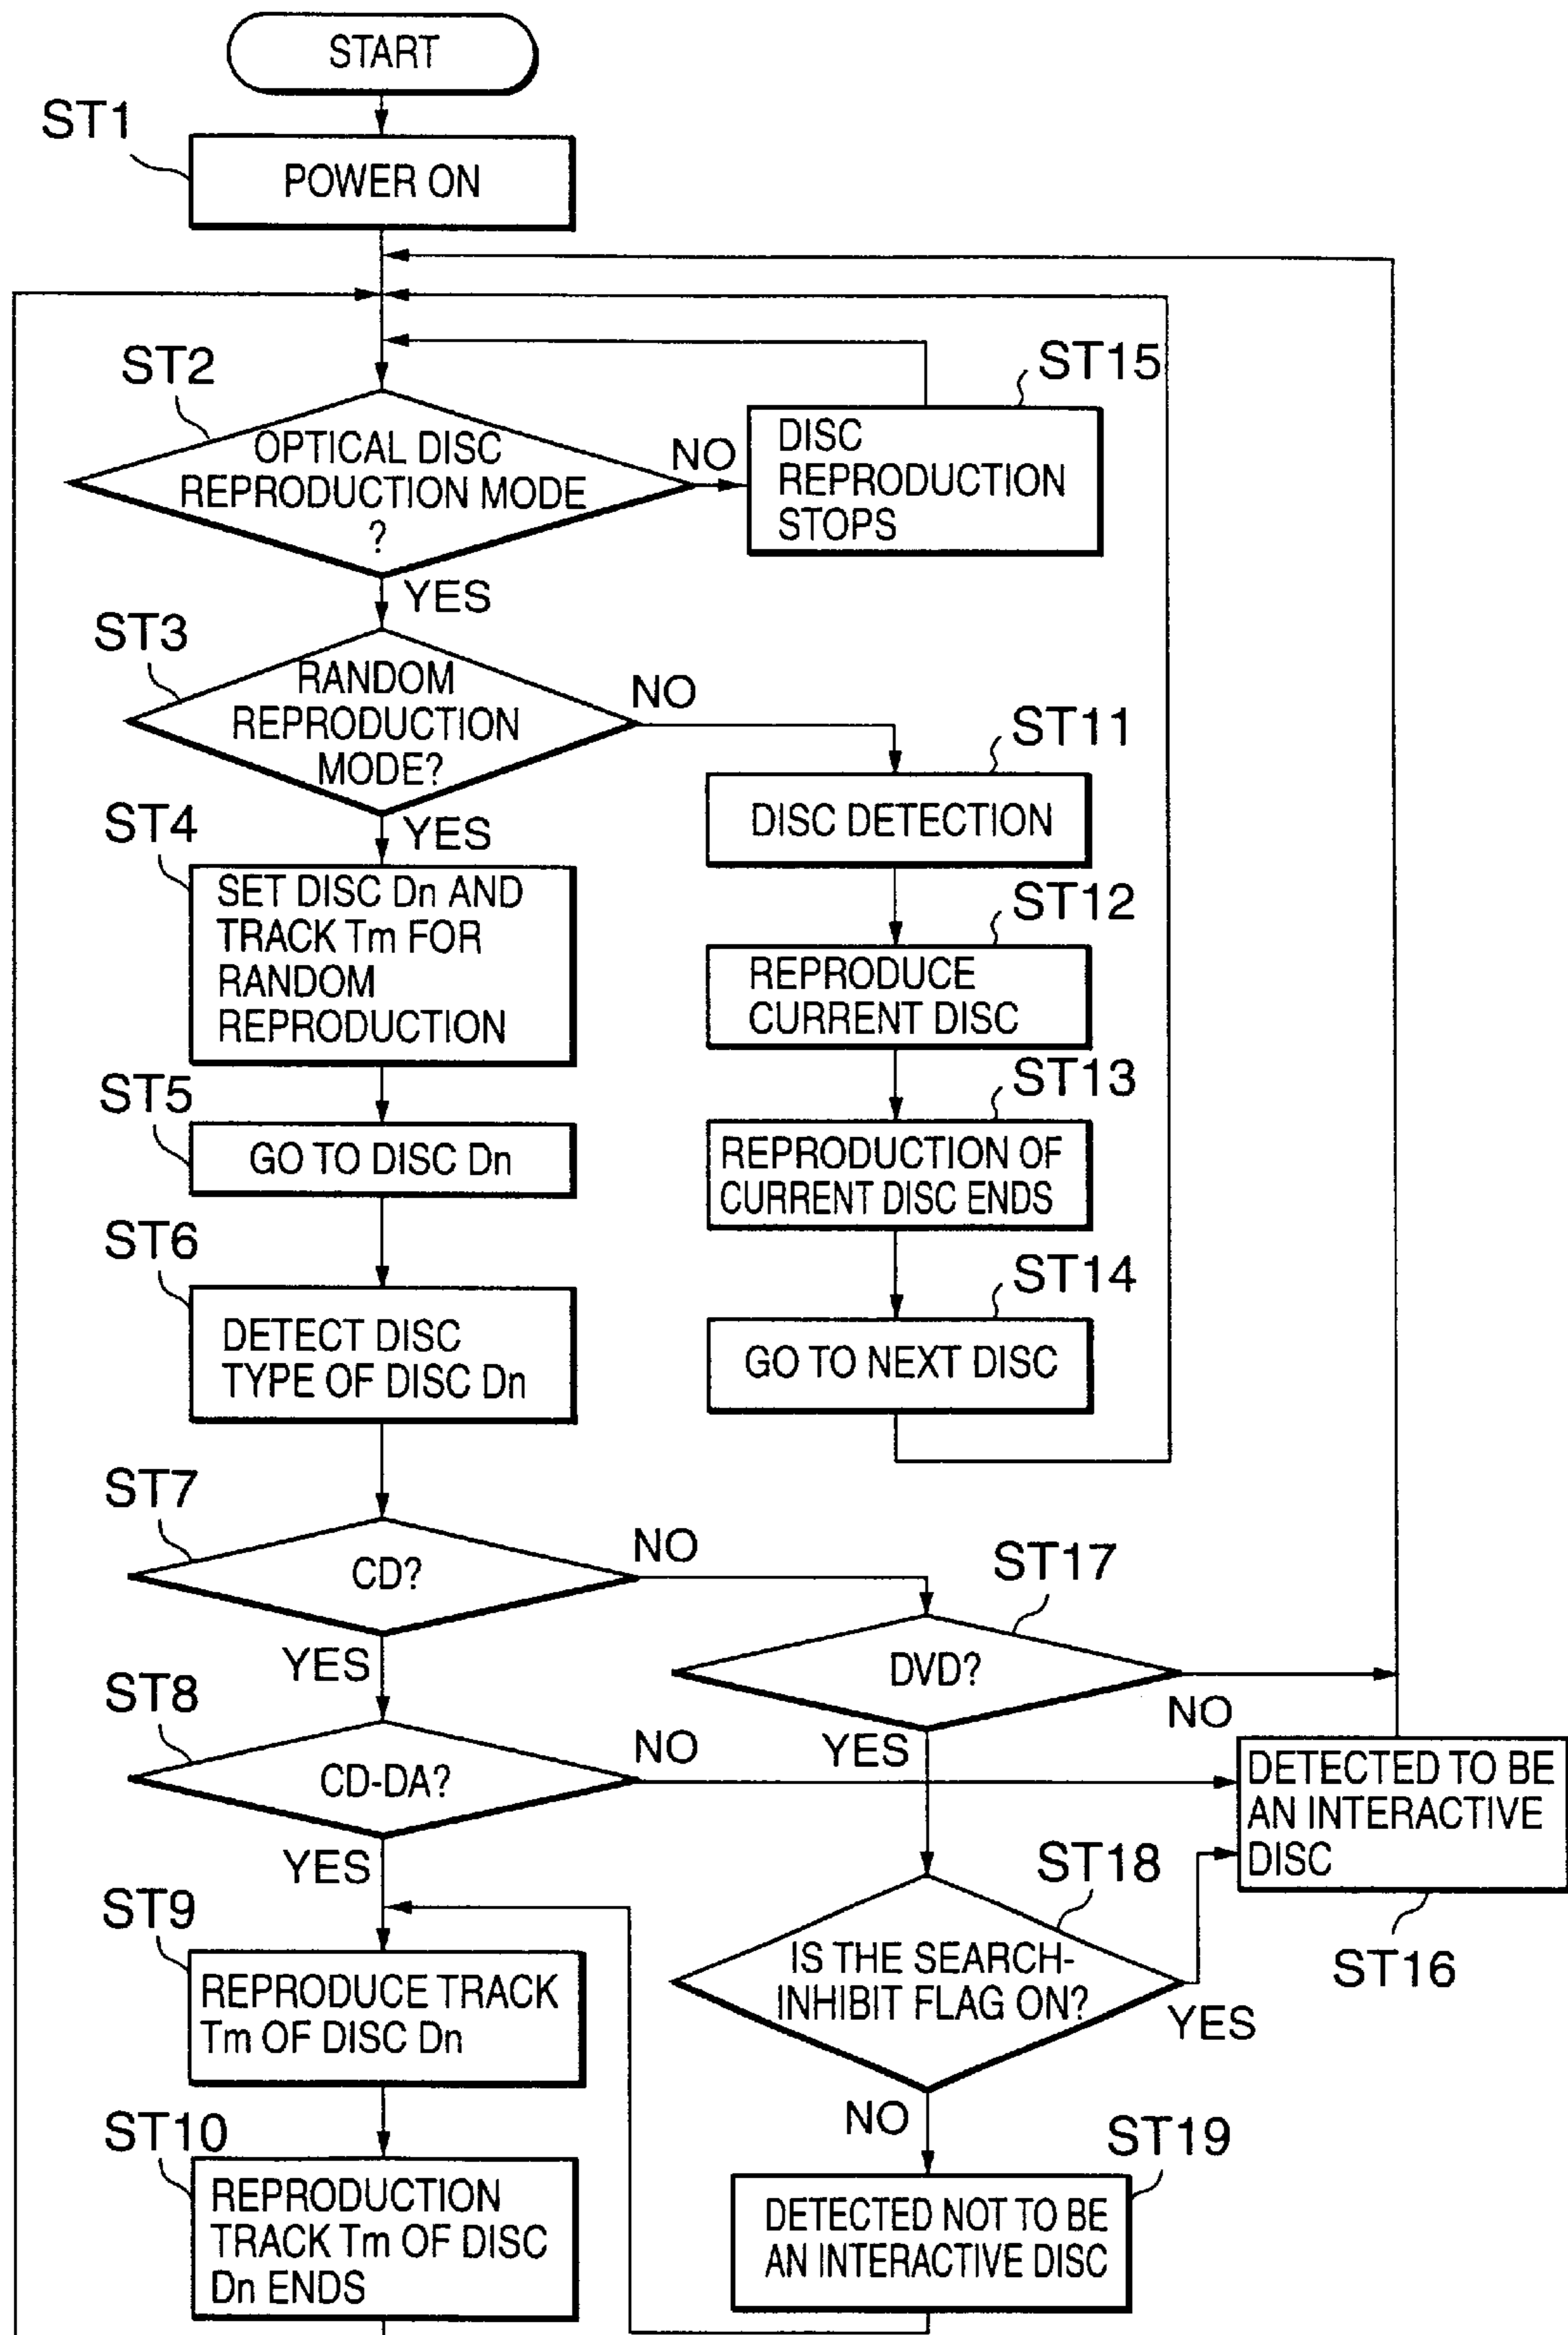 START
ST1
POWER ON
ST2
OPTICAL DISC
REPRODUCTION MODE
?
NO
ST15
DISC
REPRODUCTION
STOPS
YES
ST3
RANDOM
REPRODUCTION
MODE?
NO
ST11
DISC DETECTION
YES
ST4
SET DISC Dn AND
TRACK Tm FOR
RANDOM
REPRODUCTION
ST12
REPRODUCE
CURRENT DISC
ST5
GO TO DISC Dn
ST13
REPRODUCTION OF
CURRENT DISC ENDS
ST6
DETECT DISC
TYPE OF DISC Dn
ST14
GO TO NEXT DISC
ST7
CD?
NO
ST17
DVD?
NO
YES
YES
ST8
CD-DA?
NO
DETECTED TO BE
AN INTERACTIVE
DISC
ST16
YES
ST18
IS THE SEARCH-
INHIBIT FLAG ON?
YES
NO
ST9
REPRODUCE TRACK
Tm OF DISC Dn
ST10
REPRODUCTION
TRACK Tm OF DISC
Dn ENDS
ST19
DETECTED NOT TO BE
AN INTERACTIVE DISC